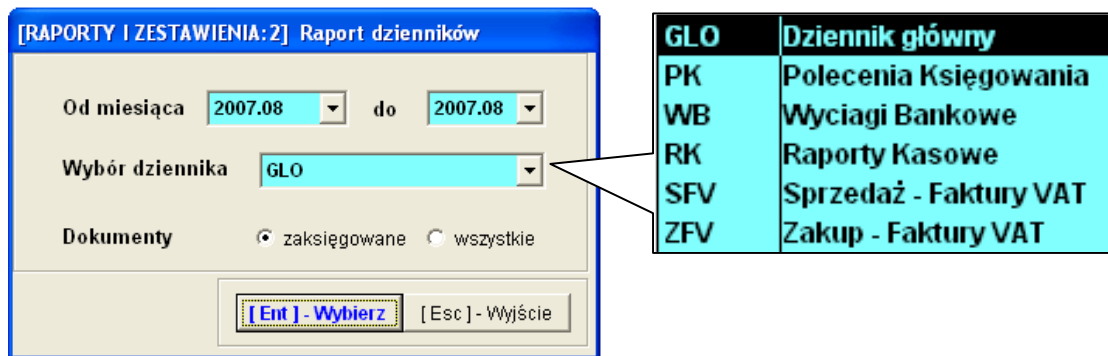 [RAPORTY I ZESTAWIENIA:2] Raport dzienników
Od miesiąca 2007.08 do 2007.08
Wybór dziennika GLO
Dokumenty zaksięgowane wszystkie
[ Ent ] - Wybierz [ Esc ] - Wyjście
GLO Dziennik główny
PK Polecenia Księgowania
WB Wyciagi Bankowe
RK Raporty Kasowe
SFV Sprzedaż - Faktury VAT
ZFV Zakup - Faktury VAT